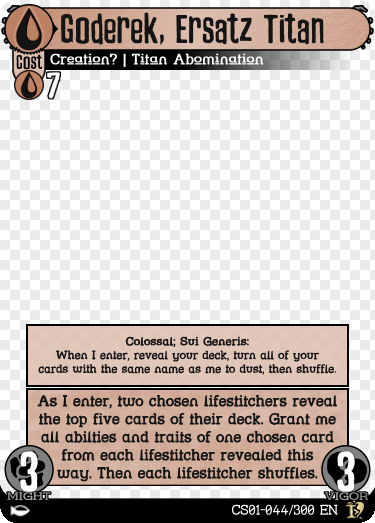 Goderek, Ersatz Titan
Cost
Creation? | Titan Abomination
7
Colossal; Sui Generis:
When I enter, reveal your deck, turn all of your
cards with the same name as me to dust, then shuffle.
As I enter, two chosen lifestitchers reveal
the top five cards of their deck. Grant me
all abilties and traits of one chosen card
from each lifestitcher revealed this
way. Then each lifestitcher shuffles.
3
3
MIGHT
VIGOR
CS01-044/300 EN